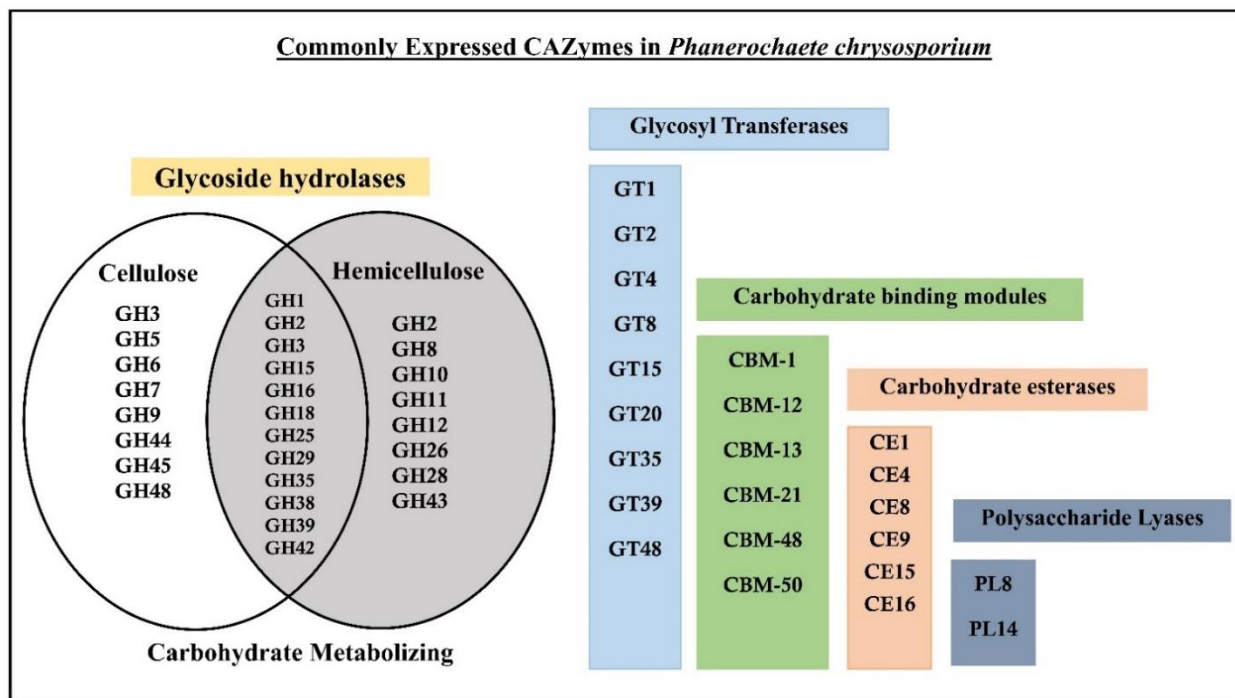 Commonly Expressed CAZymes in Phanerochaete chrysosporium
Glycoside hydrolases
Cellulose
GH3
GH5
GH6
GH7
GH9
GH44
GH45
GH48
GH1
GH2
GH3
GH15
GH16
GH18
GH25
GH29
GH35
GH38
GH39
GH42
Hemicellulose
GH2
GH8
GH10
GH11
GH12
GH26
GH28
GH43
Carbohydrate Metabolizing
Glycosyl Transferases
GT1
GT2
GT4
GT8
GT15
GT20
GT35
GT39
GT48
Carbohydrate binding modules
CBM-1
CBM-12
CBM-13
CBM-21
CBM-48
CBM-50
Carbohydrate esterases
CE1
CE4
CE8
CE9
CE15
CE16
Polysaccharide Lyases
PL8
PL14